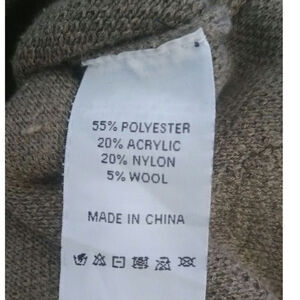 55% POLYESTER
20% ACRYLIC
20% NYLON
5% WOOL
MADE IN CHINA